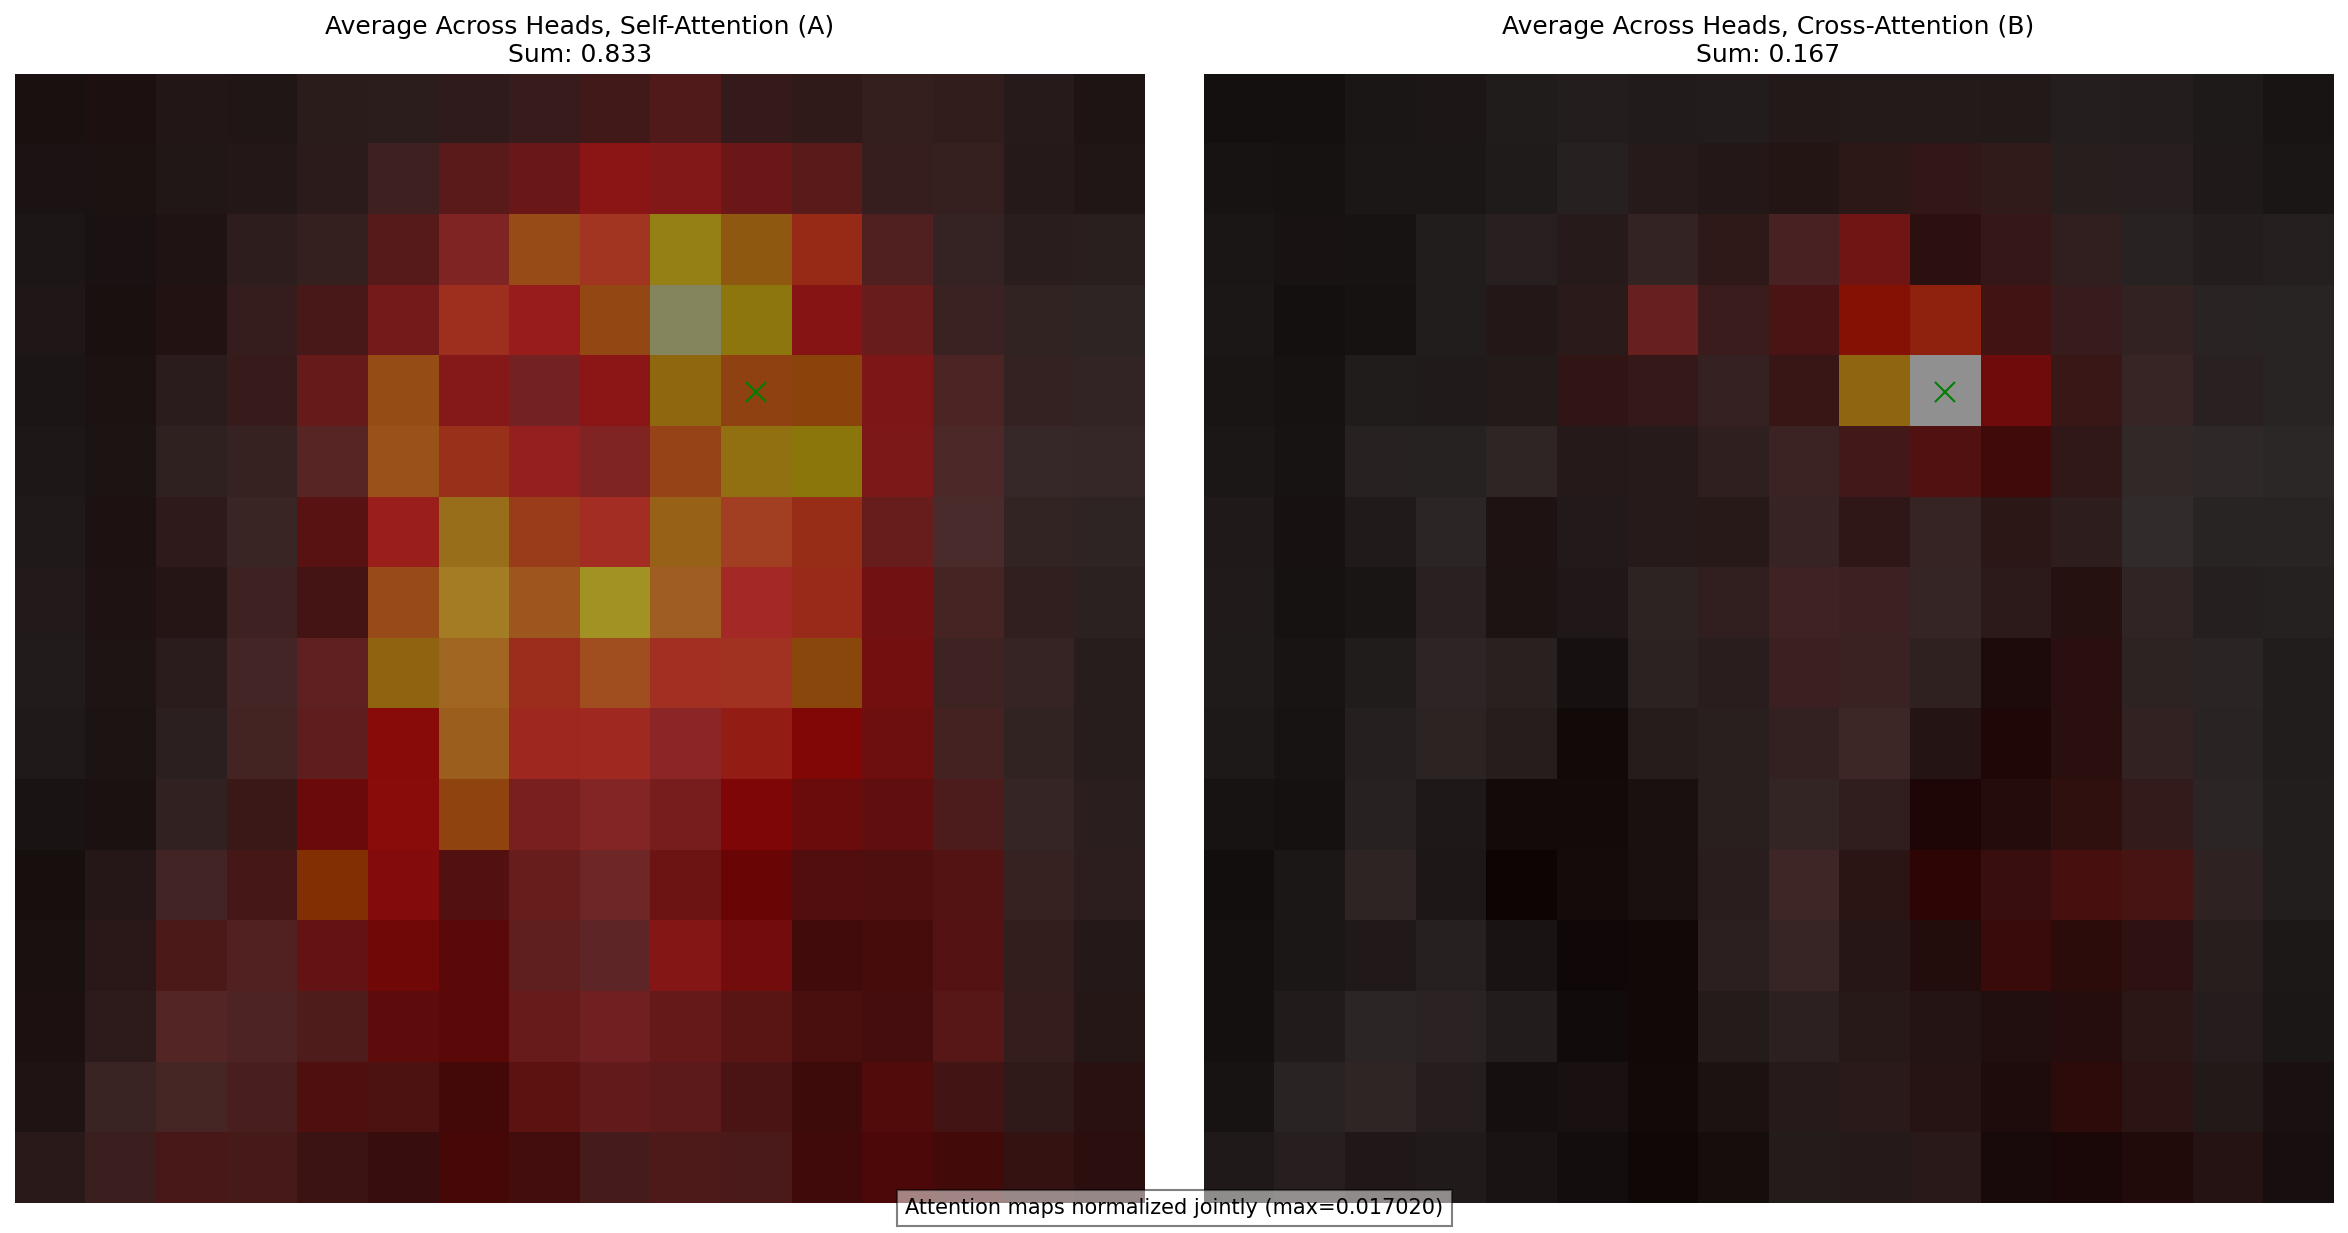 Average Across Heads, Self-Attention (A)
Sum: 0.833
Average Across Heads, Cross-Attention (B)
Sum: 0.167
Attention maps normalized jointly (max=0.017020)